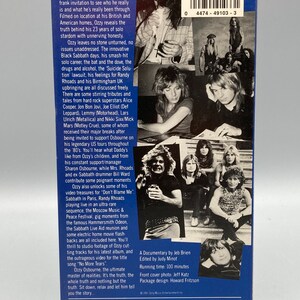 frank invitation to see who he really
is and what he's really been through
Filmed on location at his British and
American homes, Ozzy reveals the
truth behind his 23 years of solo
stardom with unnerving honesty.
Ozzy leaves no stone unturned, no
issues unaddressed. The innovative
Black Sabbath days, his smash-hit
solo career, the bat and the dove, the
drugs and alcohol, the 'Suicide Solu-
tion' lawsuit, his feelings for Randy
Rhoads and his Birmingham UK
upbringing are all discussed freely.
There are some stirring tributes and
tales from hard rock superstars Alice
Cooper, Jon Bon Jovi, Joe Elliot (Def
Leppard), Lemmy (Motorhead), Lars
Ulrich (Metallica) and Nikki Sixx/Mick
Mars (Motley Crue), some of whom
received their major breaks after
being invited to support Osbourne on
his legendary US tours throughout
the '80's. You'll hear what Daddy's
like from Ozzy's children, and from
his constant support/manager
Sharon Osbourne, while Mrs. Rhoads
and ex Sabbath drummer Bill Ward
contribute some poignant moments.
Ozzy also unlocks some of his
video treasures for "Don't Blame Me"
Sabbath in Paris, Randy Rhoads
playing live in an ultra rare
sequence, the Moscow Music &
Peace Festival, gig moments from
the famous Hammersmith Odeon,
the Sabbath Live Aid reunion and
some electric home movie flash-
backs are all included here. You'll
thrill to studio footage of Ozzy cut-
ting tracks for his latest album, and
the outrageous video for the title
song "No More Tears".
Ozzy Osbourne, the ultimate
master of realities. It's the truth, the
whole truth and nothing but the
truth. Sit down, relax and let him tell
you the story.
0 4474-49103-3
A Documentary by Jeb Brien
Edited by Judy Minot
Running time: 100 minutes
Front cover photo: Jeff Katz
Package design: Howard Fritzson